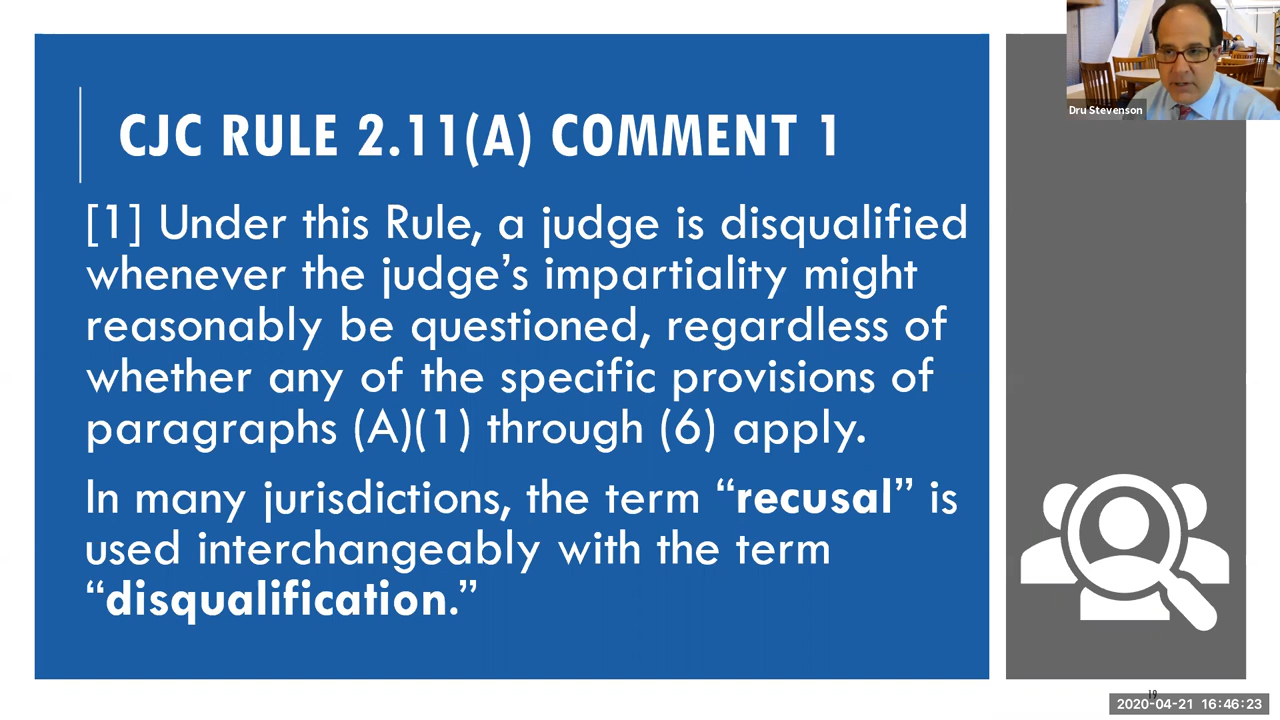 CJC RULE 2.11(A) COMMENT 1
[1] Under this Rule, a judge is disqualified
whenever the judge’s impartiality might
reasonably be questioned, regardless of
whether any of the specific provisions of
paragraphs (A)(1) through (6) apply.
In many jurisdictions, the term “recusal” is
used interchangeably with the term
“disqualification.”
Dru Stevenson
19
2020-04-21 16:46:23